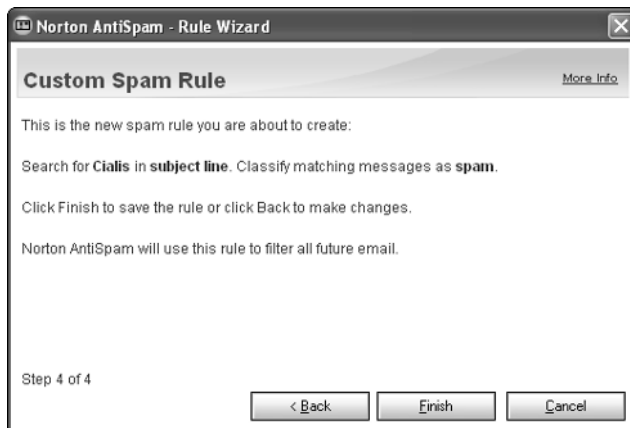 Norton AntiSpam - Rule Wizard
Custom Spam Rule
More Info
This is the new spam rule you are about to create:
Search for Cialis in subject line. Classify matching messages as spam.
Click Finish to save the rule or click Back to make changes.
Norton AntiSpam will use this rule to filter all future email.
Step 4 of 4
< Back
Finish
Cancel